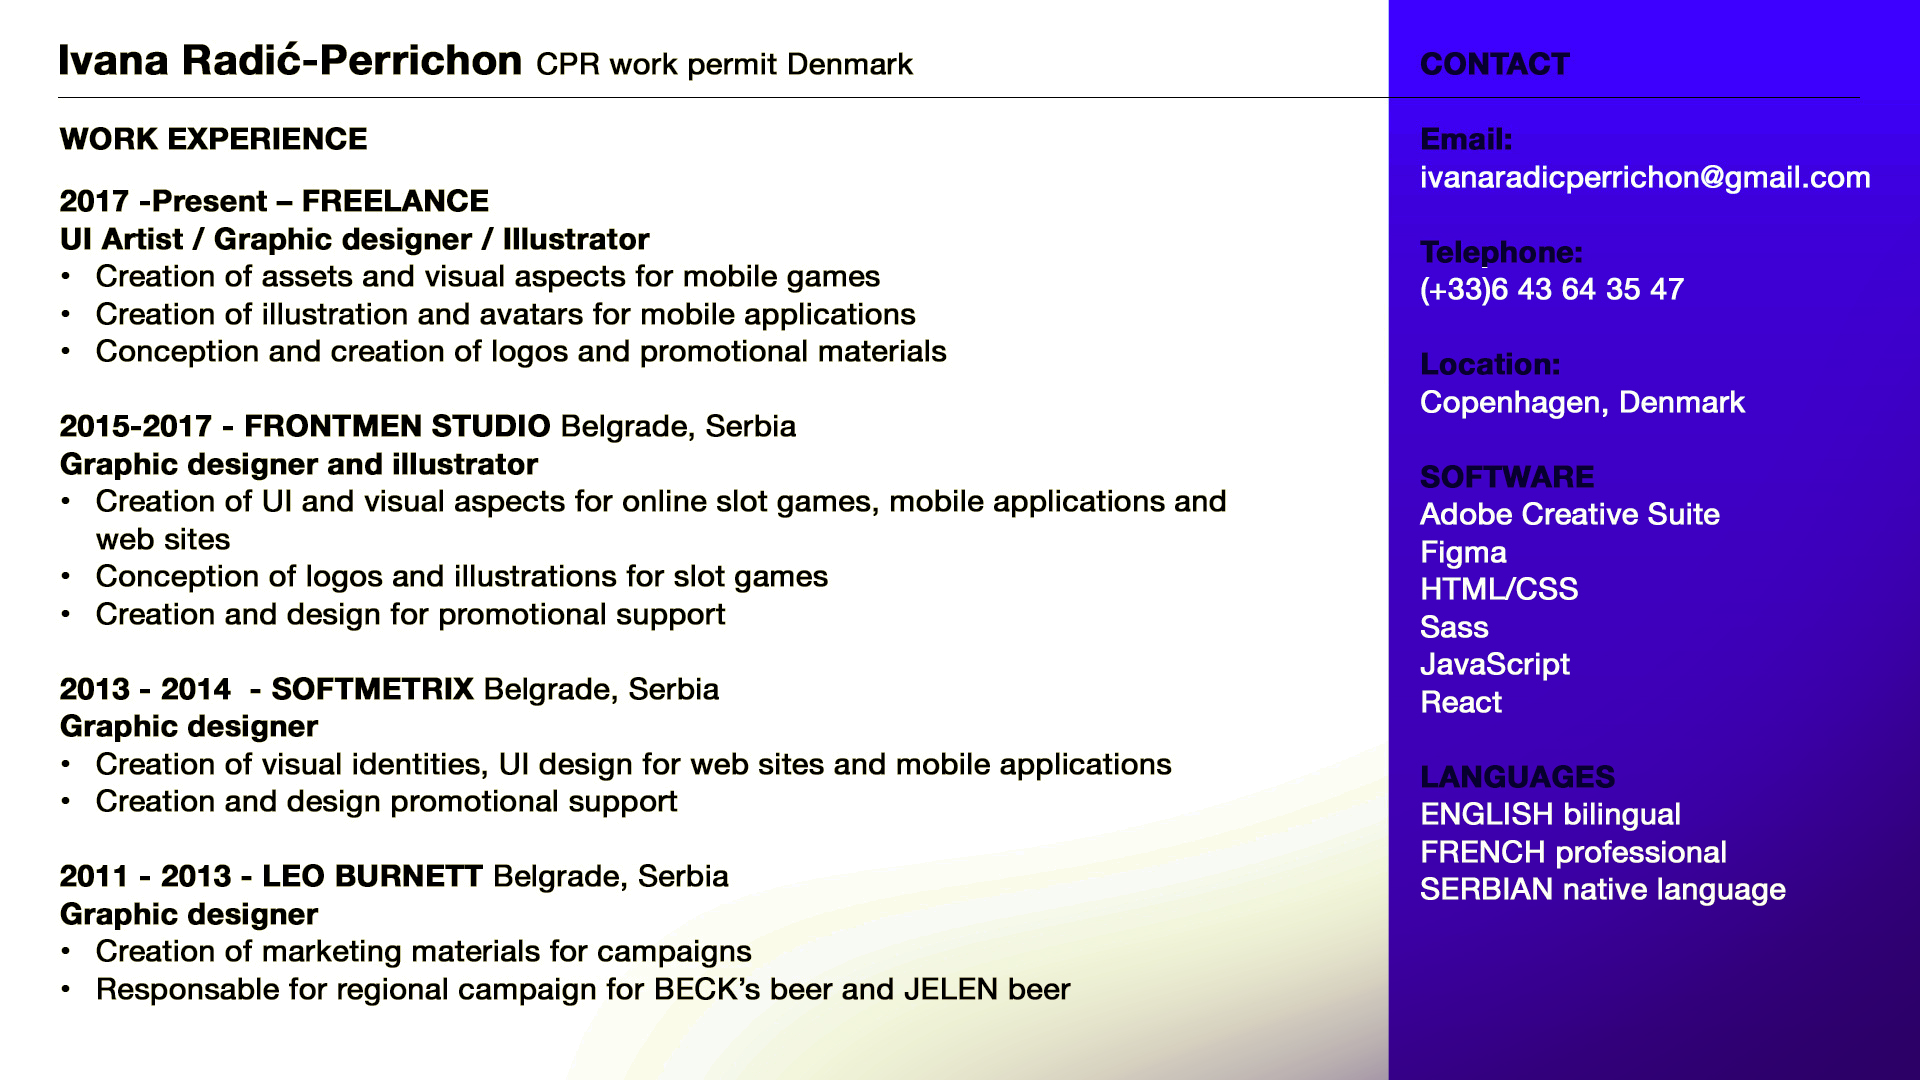 Ivana Radić-Perrichon CPR work permit Denmark
WORK EXPERIENCE
2017 -Present – FREELANCE
UI Artist / Graphic designer / Illustrator
• Creation of assets and visual aspects for mobile games
• Creation of illustration and avatars for mobile applications
• Conception and creation of logos and promotional materials
2015-2017 - FRONTMEN STUDIO Belgrade, Serbia
Graphic designer and illustrator
• Creation of UI and visual aspects for online slot games, mobile applications and
web sites
• Conception of logos and illustrations for slot games
• Creation and design for promotional support
2013 - 2014  - SOFTMETRIX Belgrade, Serbia
Graphic designer
• Creation of visual identities, UI design for web sites and mobile applications
• Creation and design promotional support
2011 - 2013 - LEO BURNETT Belgrade, Serbia
Graphic designer
• Creation of marketing materials for campaigns
• Responsable for regional campaign for BECK’s beer and JELEN beer
CONTACT
Email:
ivanaradicperrichon@gmail.com
Telephone:
(+33)6 43 64 35 47
Location:
Copenhagen, Denmark
SOFTWARE
Adobe Creative Suite
Figma
HTML/CSS
Sass
JavaScript
React
LANGUAGES
ENGLISH bilingual
FRENCH professional
SERBIAN native language